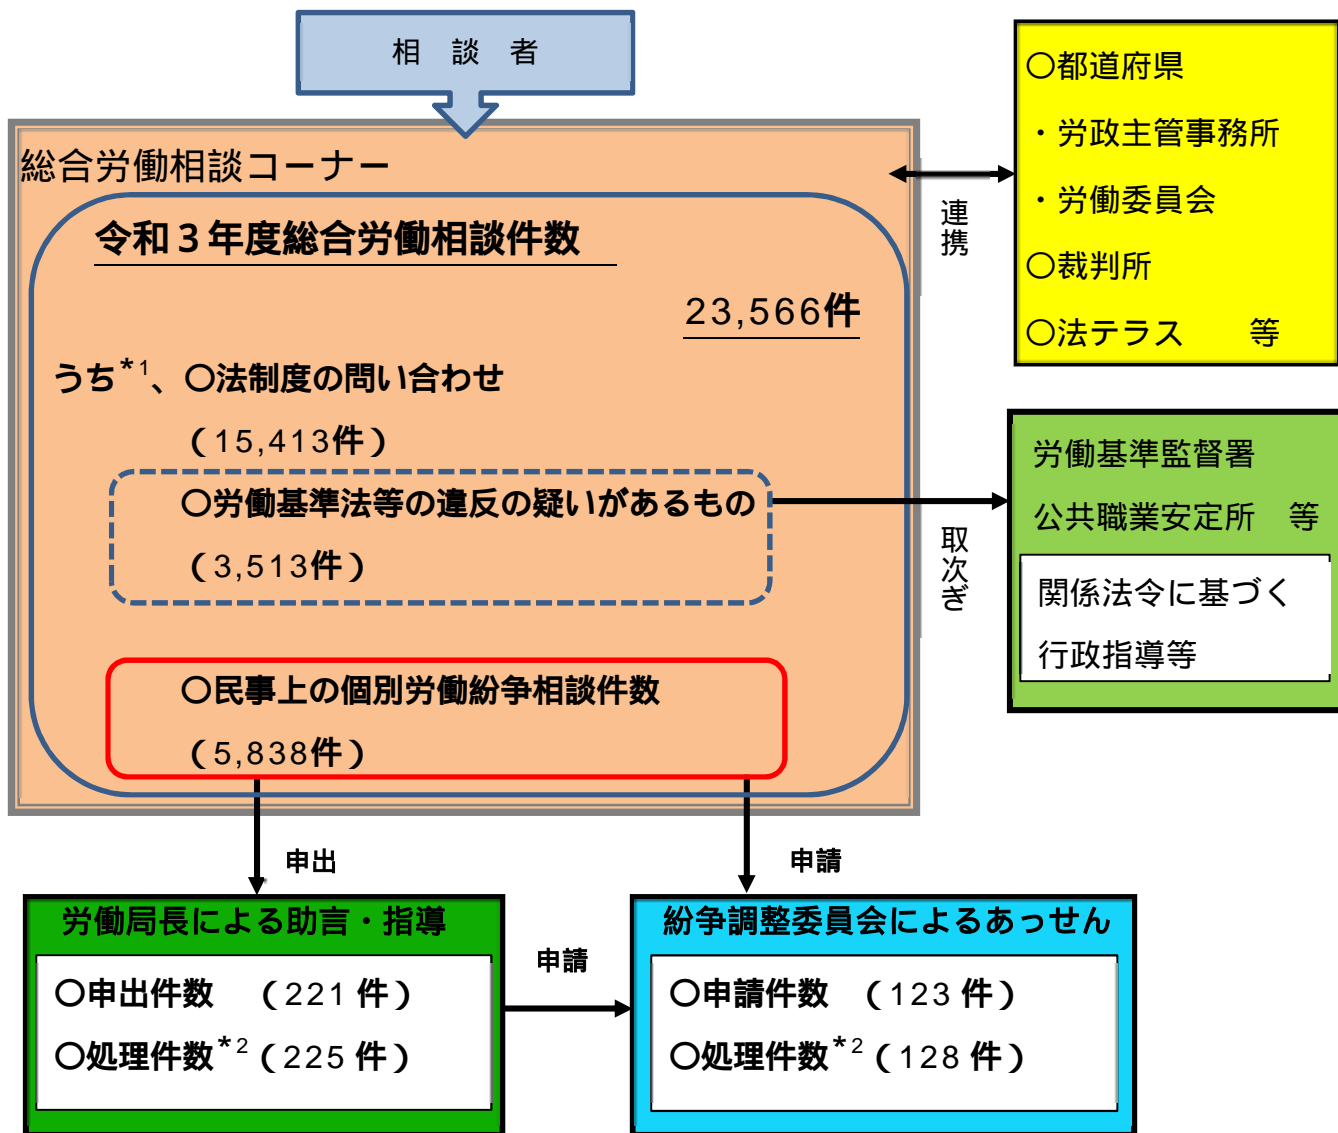 相 談 者
総合労働相談コーナー
令和３年度総合労働相談件数
23,566件
うち*1、〇法制度の問い合わせ
（15,413件）
〇労働基準法等の違反の疑いがあるもの
（3,513件）
〇民事上の個別労働紛争相談件数
（5,838件）
連携
〇都道府県
・労政主管事務所
・労働委員会
〇裁判所
〇法テラス　　等
取次ぎ
労働基準監督署
公共職業安定所　等
関係法令に基づく
行政指導等
申出
申請
労働局長による助言・指導
〇申出件数　（221 件）
〇処理件数*2（225 件）
申請
紛争調整委員会によるあっせん
〇申請件数　（123 件）
〇処理件数*2（128 件）